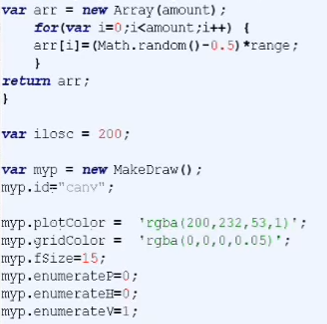 var arr = new Array(amount);
for(var i=0;i<amount;i++) {
arr[i]=(Math.random()-0.5)*range;
}
return arr;
}
var ilosc = 200;
var myp = new MakeDraw();
myp.id="canv";
myp.plotColor = 'rgba(200,232,53,1)';
myp.gridColor = 'rgba(0,0,0,0.05)';
myp.fSize=15;
myp.enumerateP=0;
myp.enumerateH=0;
myp.enumerateV=1;